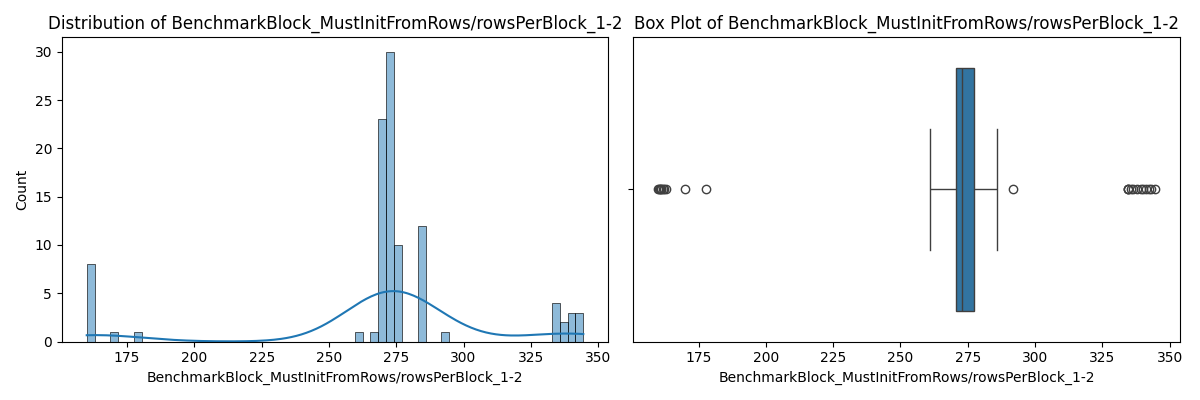 Distribution of BenchmarkBlock_MustInitFromRows/rowsPerBlock_1-2
30
25
20
15
10
5
0
Count
175 200 225 250 275 300 325 350
BenchmarkBlock_MustInitFromRows/rowsPerBlock_1-2
Box Plot of BenchmarkBlock_MustInitFromRows/rowsPerBlock_1-2
175 200 225 250 275 300 325 350
BenchmarkBlock_MustInitFromRows/rowsPerBlock_1-2